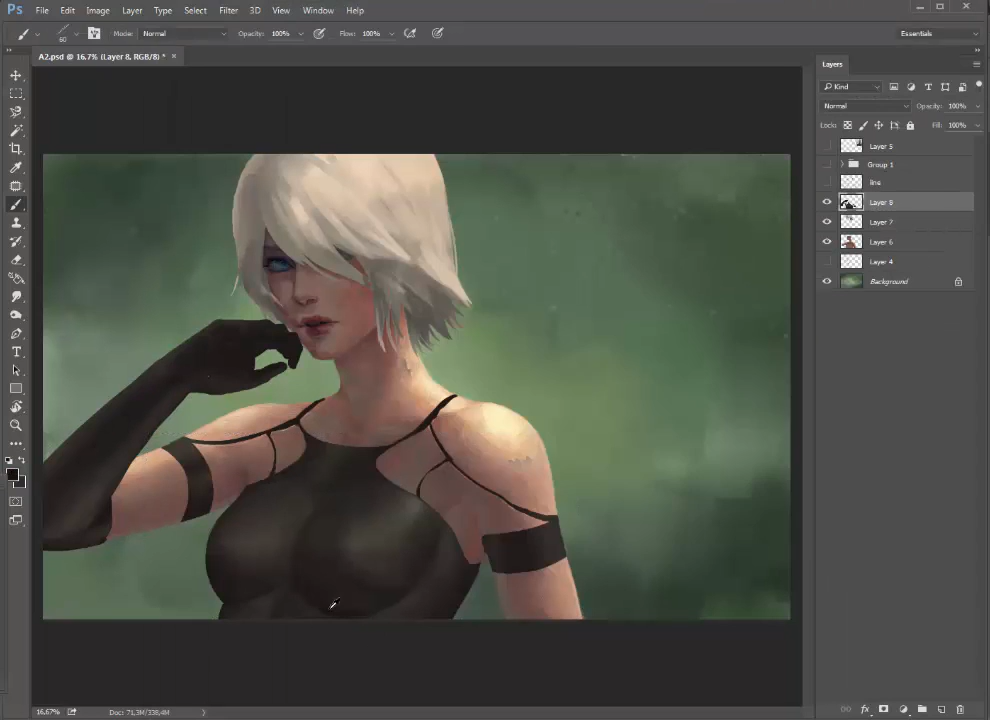 Ps File Edit Image Layer Type Select Filter 3D View Window Help
60 Mode: Normal Opacity: 100% Flow: 100% Essentials
A2.psd @ 16,7% (Layer 8, RGB/8) * ×
Layers
Kind
Normal Opacity: 100%
Lock: Fill: 100%
Layer 5
Group 1
line
Layer 8
Layer 7
Layer 6
Layer 4
Background
16,67% Doc: 71,3M/338,4M